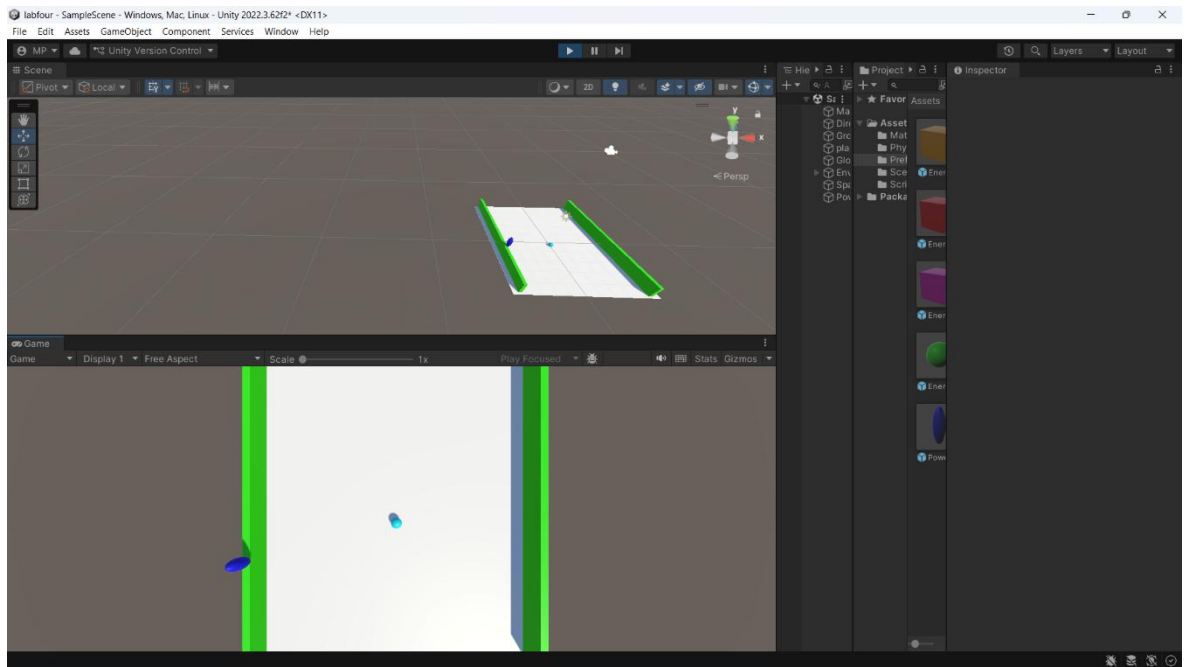 labfour - SampleScene - Windows, Mac, Linux - Unity 2022.3.62f2* <DX11>
File Edit Assets GameObject Component Services Window Help
MP Unity Version Control Layers Layout
Scene Hie Project Inspector
Pivot Local 2D
Favor Assets
Ma
Dire
Gro
pla
Glo
Env
Spa
Pow
Asset
Mat
Phy
Pref
Sce
Scri
Packa
y
x
Persp
Ener
Ener
Ener
Ener
Powe
Game
Game Display 1 Free Aspect Scale 1x Play Focused Stats Gizmos